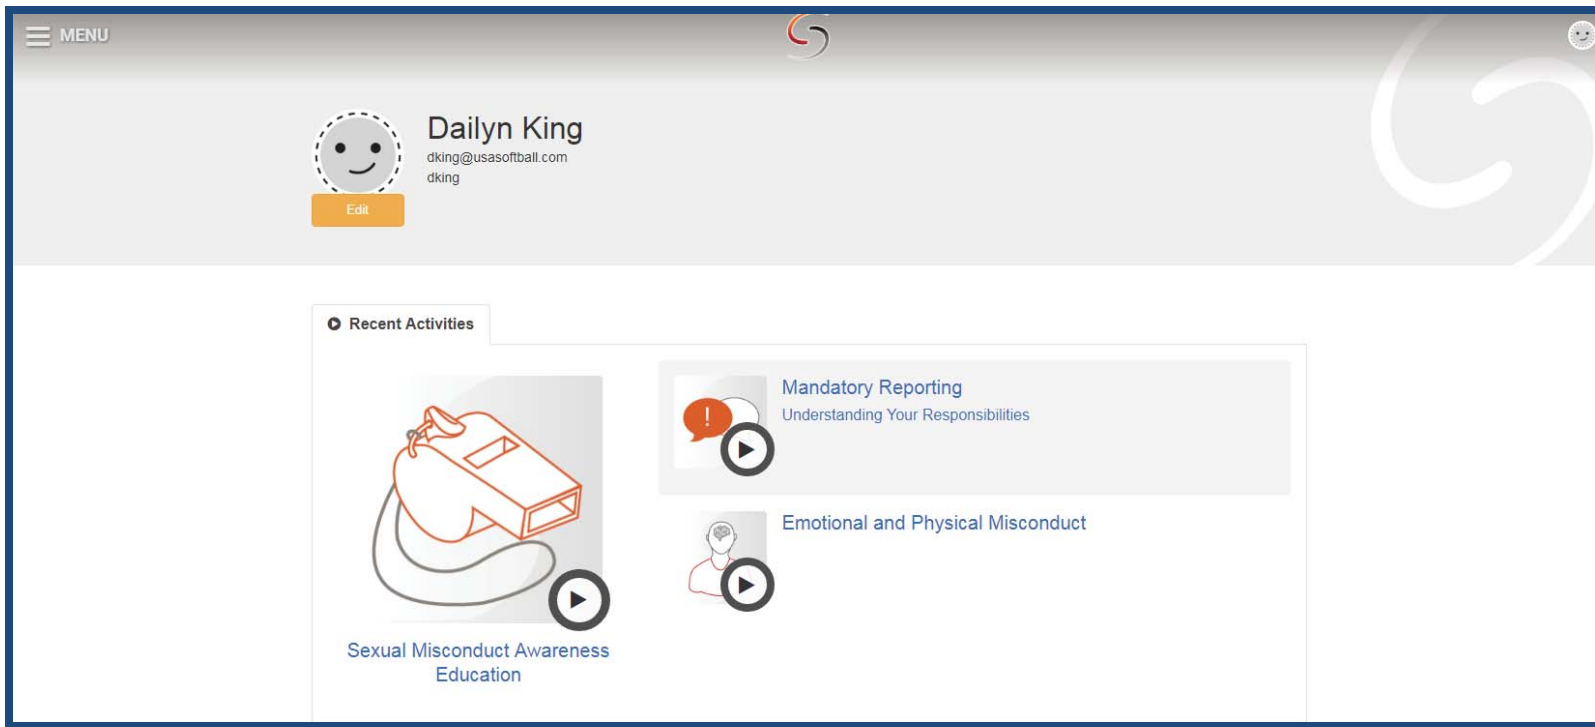 MENU
Dailyn King
dking@usasoftball.com
dking
Edit
Recent Activities
Sexual Misconduct Awareness
Education
!
Mandatory Reporting
Understanding Your Responsibilities
Emotional and Physical Misconduct